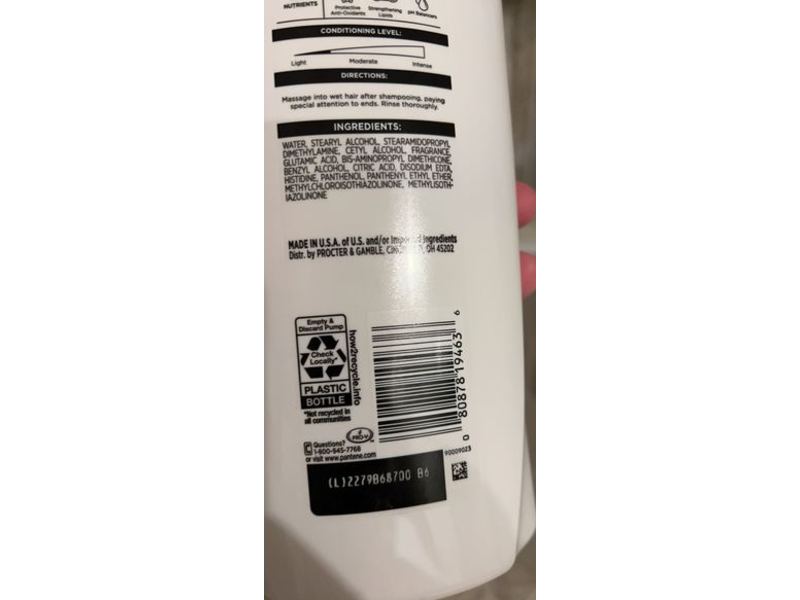 NUTRIENTS
Protective
Anti-Oxidants
Strengthening
Lipids
pH Balancers
CONDITIONING LEVEL:
Light Moderate Intense
DIRECTIONS:
Massage into wet hair after shampooing, paying
special attention to ends. Rinse thoroughly.
INGREDIENTS:
WATER, STEARYL ALCOHOL, STEARAMIDOPROPYL
DIMETHYLAMINE, CETYL ALCOHOL, FRAGRANCE,
GLUTAMIC ACID, BIS-AMINOPROPYL DIMETHICONE,
BENZYL ALCOHOL, CITRIC ACID, DISODIUM EDTA,
HISTIDINE, PANTHENOL, PANTHENYL ETHYL ETHER,
METHYLCHLOROISOTHIAZOLINONE, METHYLISOTH-
IAZOLINONE
MADE IN U.S.A. of U.S. and/or Imported Ingredients
Distr. by PROCTER & GAMBLE, OH 45202
Empty &
Discard Pump
Check
Locally*
PLASTIC
BOTTLE
*Not recycled in
all communities
how2recycle.info
PRO-V
Questions?
1-800-945-7768
or visit www.pantene.com
0 80878 19463 6
90009023
(L)2279B68700 B6